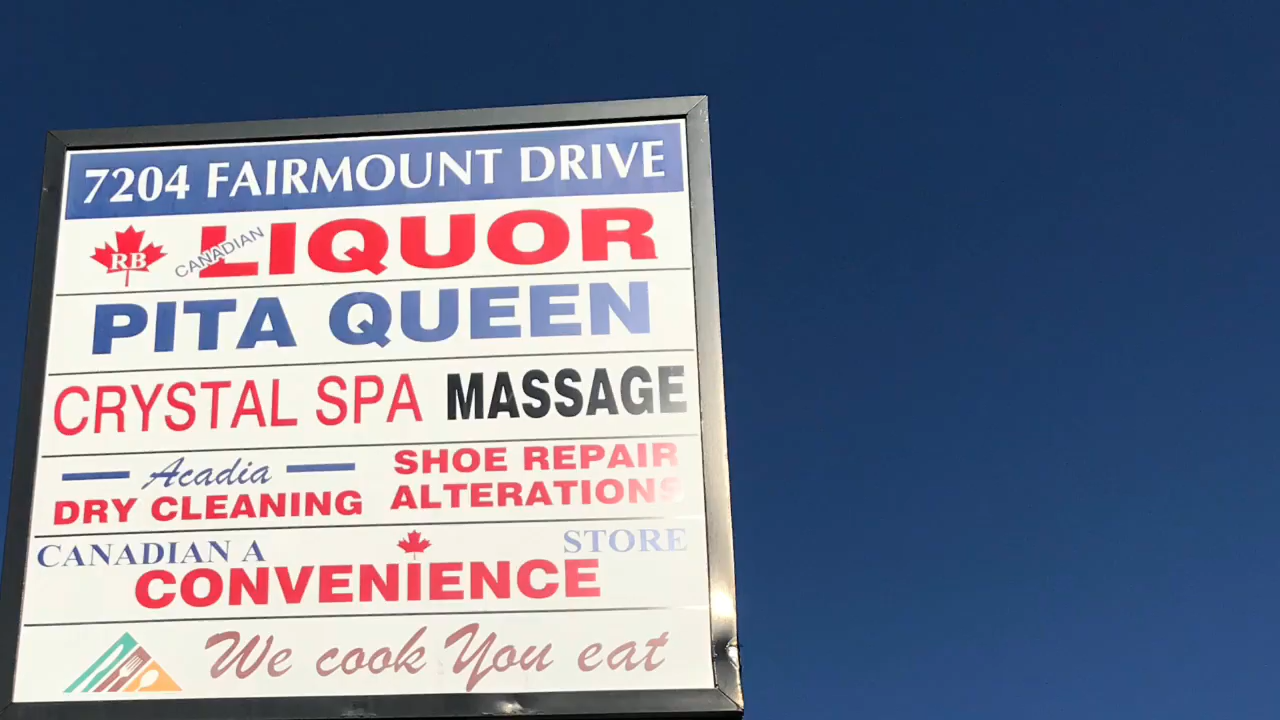 7204 FAIRMOUNT DRIVE
RB CANADIAN LIQUOR
PITA QUEEN
CRYSTAL SPA MASSAGE
Acadia
DRY CLEANING
SHOE REPAIR
ALTERATIONS
CANADIAN A STORE
CONVENIENCE
We cook You eat